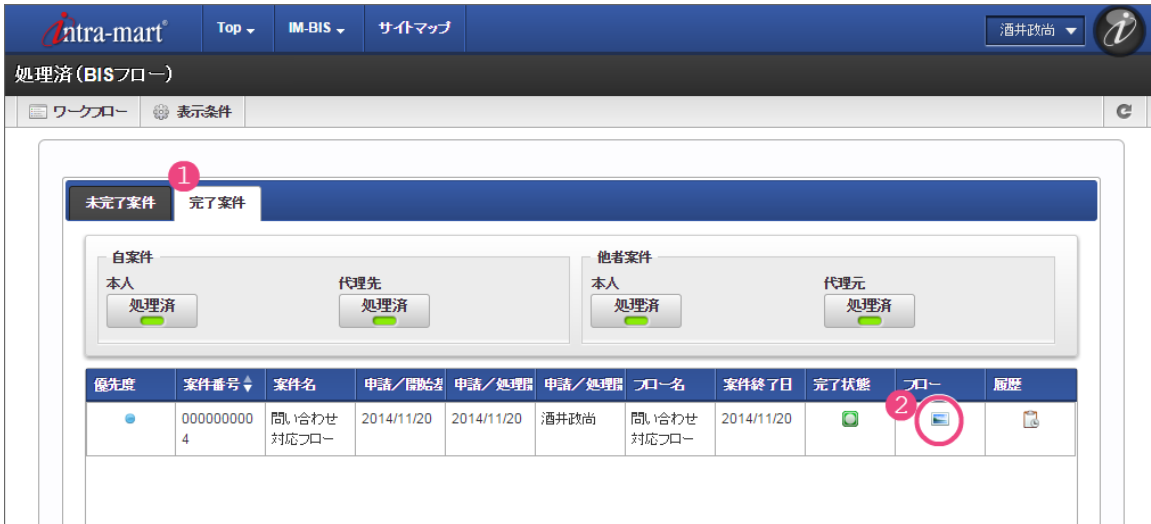 intra-mart® Top IM-BIS サイトマップ 酒井政尚
処理済(BISフロー)
ワークフロー 表示条件
1
未完了案件 完了案件
自案件 他者案件
本人 代理先 本人 代理元
処理済 処理済 処理済 処理済
優先度 案件番号 案件名 申請/開始基 申請/処理開 申請/処理開 フロー名 案件終了日 完了状態 フロー 履歴
2
000000000 問い合わせ 2014/11/20 2014/11/20 酒井政尚 問い合わせ 2014/11/20
4 対応フロー 対応フロー